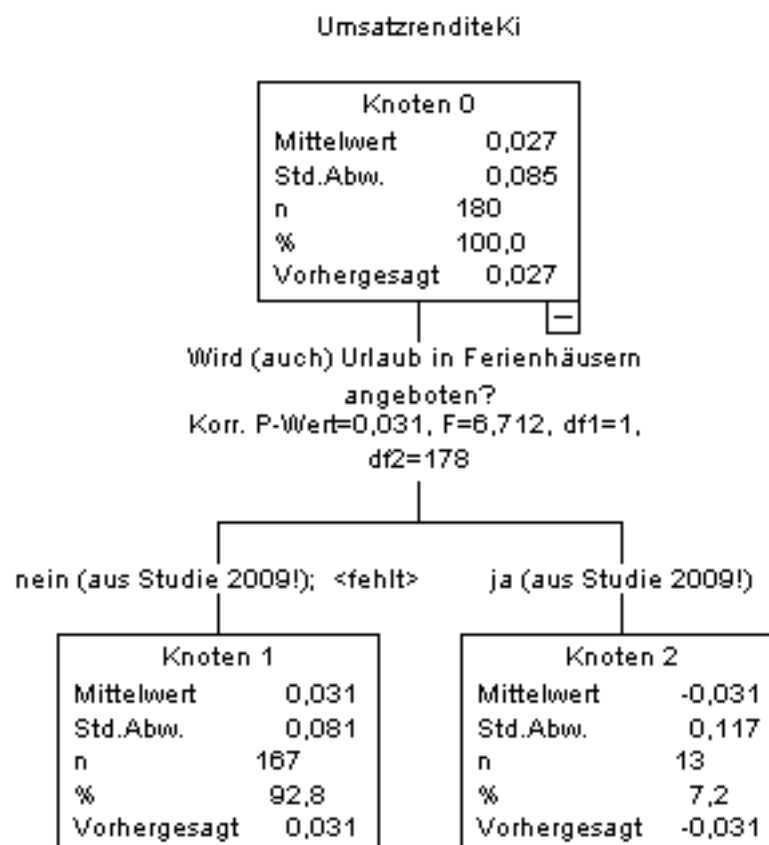 UmsatzrenditeKi
Knoten 0
Mittelwert 0,027
Std.Abw. 0,085
n 180
% 100,0
Vorhergesagt 0,027
Wird (auch) Urlaub in Ferienhäusern
angeboten?
Korr. P-Wert=0,031, F=6,712, df1=1,
df2=178
nein (aus Studie 2009!); <fehlt>
ja (aus Studie 2009!)
Knoten 1
Mittelwert 0,031
Std.Abw. 0,081
n 167
% 92,8
Vorhergesagt 0,031
Knoten 2
Mittelwert -0,031
Std.Abw. 0,117
n 13
% 7,2
Vorhergesagt -0,031